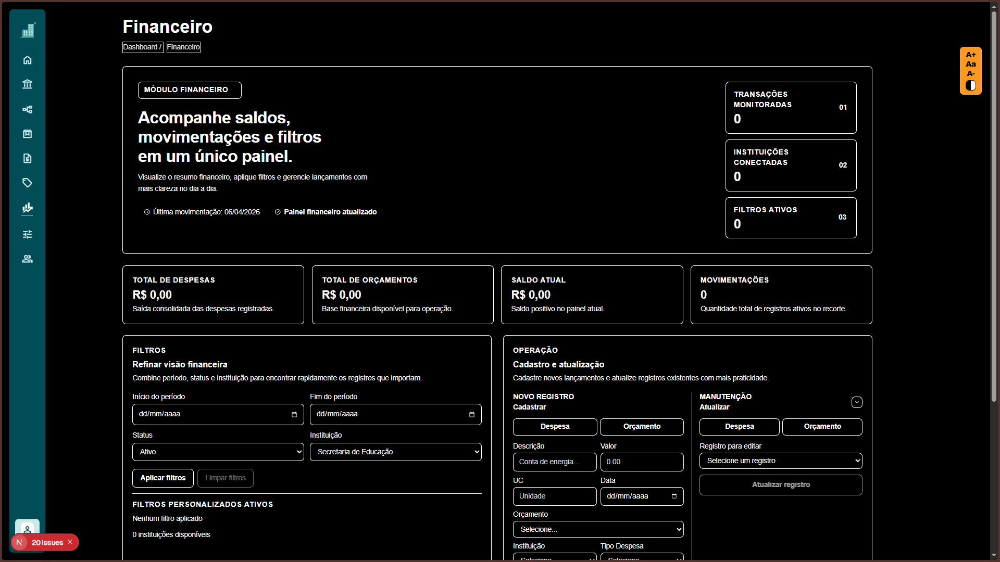 Financeiro
Dashboard / Financeiro
A+
Aa
A-
MÓDULO FINANCEIRO
Acompanhe saldos,
movimentações e filtros
em um único painel.
Visualize o resumo financeiro, aplique filtros e gerencie lançamentos com
mais clareza no dia a dia.
Última movimentação: 06/04/2026
Painel financeiro atualizado
TRANSAÇÕES
MONITORADAS
0
01
INSTITUIÇÕES
CONECTADAS
0
02
FILTROS ATIVOS
0
03
TOTAL DE DESPESAS
R$ 0,00
Saída consolidada das despesas registradas.
TOTAL DE ORÇAMENTOS
R$ 0,00
Base financeira disponível para operação.
SALDO ATUAL
R$ 0,00
Saldo positivo no painel atual.
MOVIMENTAÇÕES
0
Quantidade total de registros ativos no recorte.
FILTROS
Refinar visão financeira
Combine período, status e instituição para encontrar rapidamente os registros que importam.
Início do período
dd/mm/aaaa
Fim do período
dd/mm/aaaa
Status
Ativo
Instituição
Secretaria de Educação
Aplicar filtros
Limpar filtros
FILTROS PERSONALIZADOS ATIVOS
Nenhum filtro aplicado
0 instituições disponíveis
OPERAÇÃO
Cadastro e atualização
Cadastre novos lançamentos e atualize registros existentes com mais praticidade.
NOVO REGISTRO
Cadastrar
Despesa
Orçamento
Descrição
Conta de energia...
Valor
0.00
UC
Unidade
Data
dd/mm/aaaa
Orçamento
Selecione...
Instituição
Selecione...
Tipo Despesa
Selecione...
MANUTENÇÃO
Atualizar
Despesa
Orçamento
Registro para editar
Selecione um registro
Atualizar registro
N
20 Issues